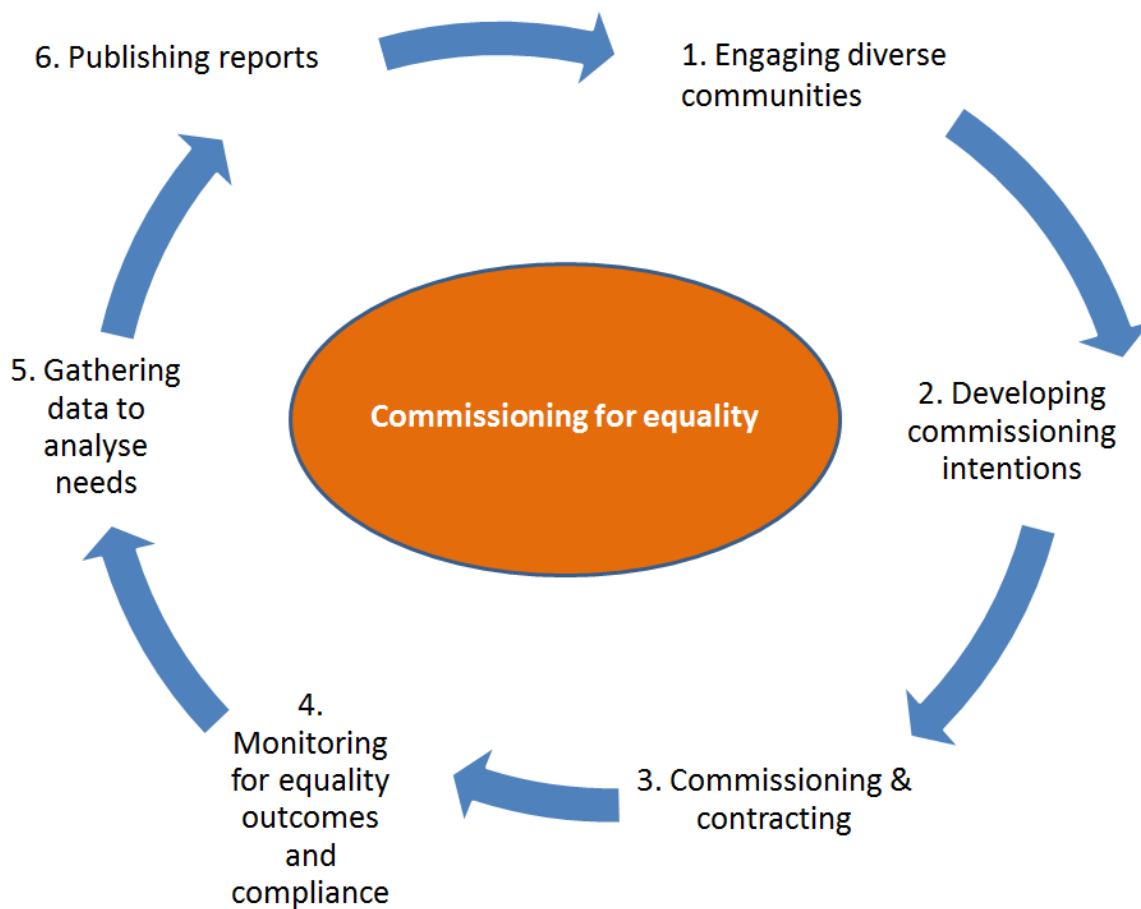 6. Publishing reports
1. Engaging diverse
communities
5. Gathering
data to
analyse
needs
Commissioning for equality
2. Developing
commissioning
intentions
4.
Monitoring
for equality
outcomes
and
compliance
3. Commissioning &
contracting